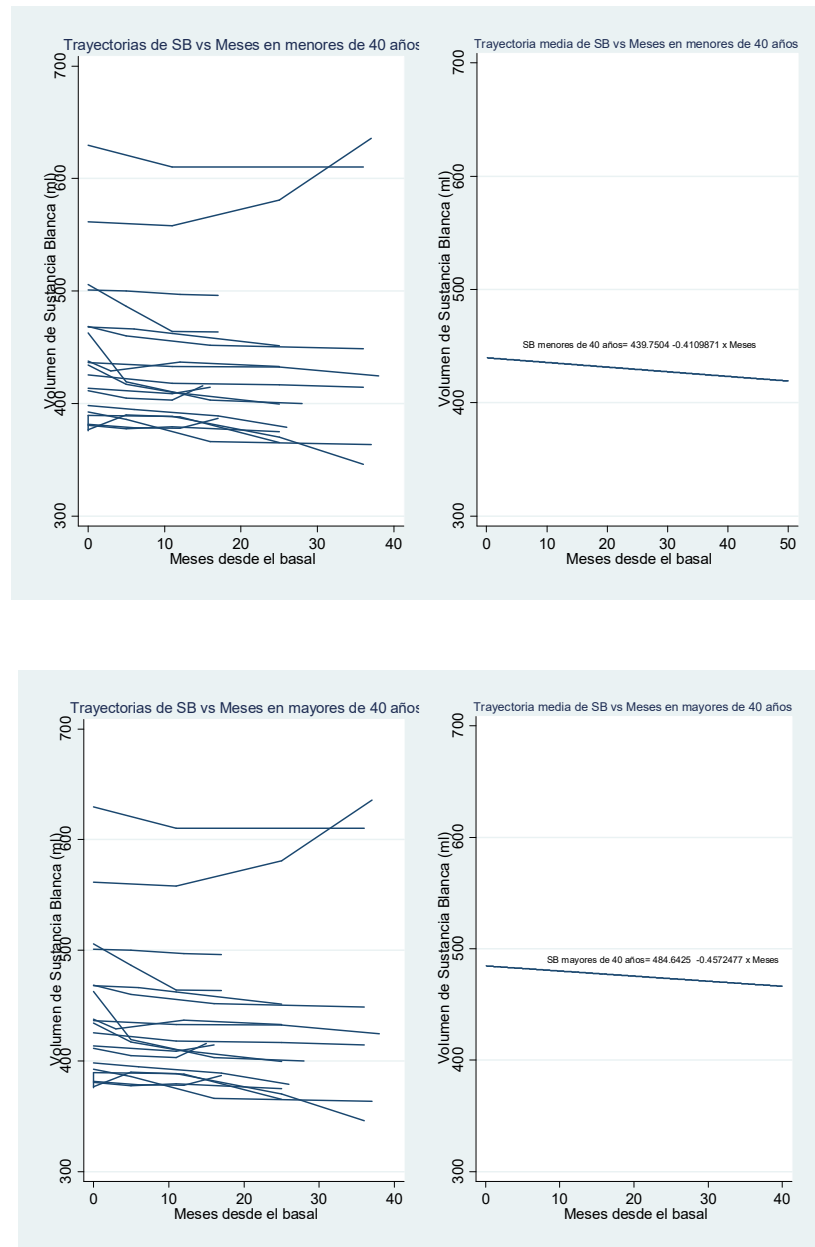 Trayectorias de SB vs Meses en menores de 40 años
Volumen de Sustancia Blanca (ml)
700
600
500
400
300
0 10 20 30 40
Meses desde el basal
Trayectoria media de SB vs Meses en menores de 40 años
Volumen de Sustancia Blanca (ml)
700
600
500
400
300
SB menores de 40 años= 439.7504 -0.4109871 x Meses
0 10 20 30 40 50
Meses desde el basal
Trayectorias de SB vs Meses en mayores de 40 años
Volumen de Sustancia Blanca (ml)
700
600
500
400
300
0 10 20 30 40
Meses desde el basal
Trayectoria media de SB vs Meses en mayores de 40 años
Volumen de Sustancia Blanca (ml)
700
600
500
400
300
SB mayores de 40 años= 484.6425 -0.4572477 x Meses
0 10 20 30 40
Meses desde el basal